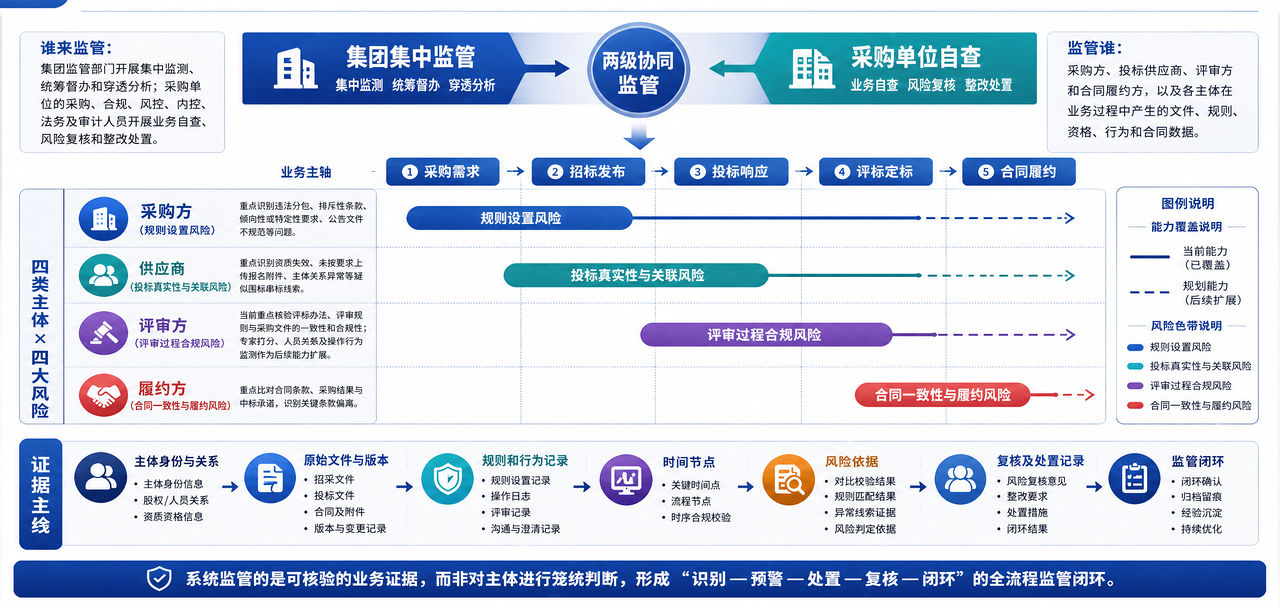 谁来监管：
集团监管部门开展集中监测、
统筹督办和穿透分析；采购单
位的采购、合规、风控、内控、
法务及审计人员开展业务自查、
风险复核和整改处置。
集团集中监管
集中监测 统筹督办 穿透分析
两级协同
监管
采购单位自查
业务自查 风险复核 整改处置
监管谁：
采购方、投标供应商、评审方
和合同履约方，以及各主体在
业务过程中产生的文件、规则、
资格、行为和合同数据。
业务主轴
1 采购需求
2 招标发布
3 投标响应
4 评标定标
5 合同履约
四类主体×四大风险
采购方
（规则设置风险）
重点识别违法分包、排斥性条款、
倾向性或特定性要求、公告文件
不规范等问题。
规则设置风险
供应商
（投标真实性与关联风险）
重点识别资质失效、未按要求上
传报名附件、主体关系异常等疑
似围标串标线索。
投标真实性与关联风险
评审方
（评审过程合规风险）
当前重点核验评标办法、评审规
则与采购文件的一致性和合规性；
专家打分、人员关系及操作行为
监测作为后续能力扩展。
评审过程合规风险
履约方
（合同一致性与履约风险）
重点比对合同条款、采购结果与
中标承诺，识别关键条款偏离。
合同一致性与履约风险
图例说明
能力覆盖说明
当前能力
（已覆盖）
规划能力
（后续扩展）
风险色带说明
规则设置风险
投标真实性与关联风险
评审过程合规风险
合同一致性与履约风险
证据主线
主体身份与关系
• 主体身份信息
• 股权/人员关系
• 资质资格信息
原始文件与版本
• 招采文件
• 投标文件
• 合同及附件
• 版本与变更记录
规则和行为记录
• 规则设置记录
• 操作日志
• 评审记录
• 沟通与澄清记录
时间节点
• 关键时间点
• 流程节点
• 时序合规校验
风险依据
• 对比校验结果
• 规则匹配结果
• 异常线索证据
• 风险判定依据
复核及处置记录
• 风险复核意见
• 整改要求
• 处置措施
• 闭环结果
监管闭环
• 闭环确认
• 归档留痕
• 经验沉淀
• 持续优化
系统监管的是可核验的业务证据，而非对主体进行笼统判断，形成“识别—预警—处置—复核—闭环”的全流程监管闭环。